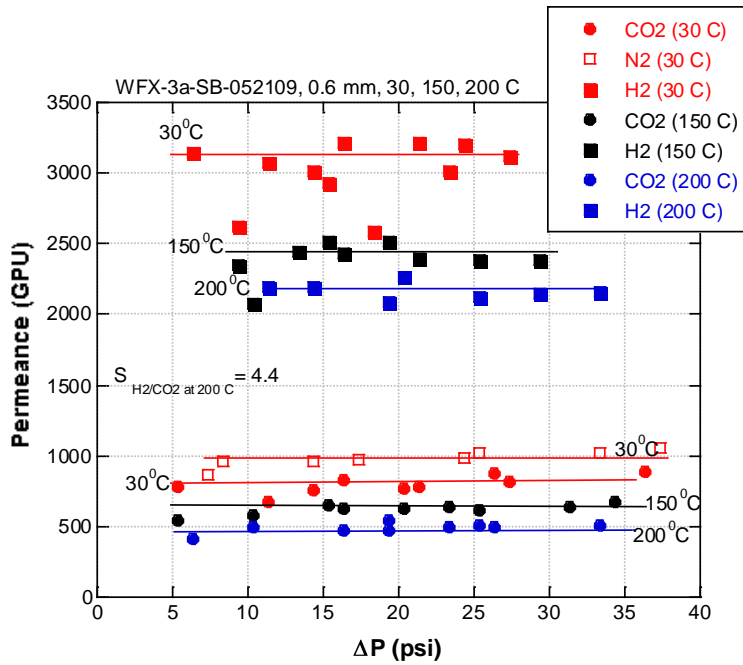 CO2 (30 C)
N2 (30 C)
H2 (30 C)
CO2 (150 C)
H2 (150 C)
CO2 (200 C)
H2 (200 C)
WFX-3a-SB-052109, 0.6 mm, 30, 150, 200 C
3500
3000
2500
2000
1500
1000
500
0
Permeance (GPU)
30⁰C
150⁰C
200⁰C
S H2/CO2 at 200 C = 4.4
30⁰C
30⁰C
150⁰C
200⁰C
0 5 10 15 20 25 30 35 40
ΔP (psi)